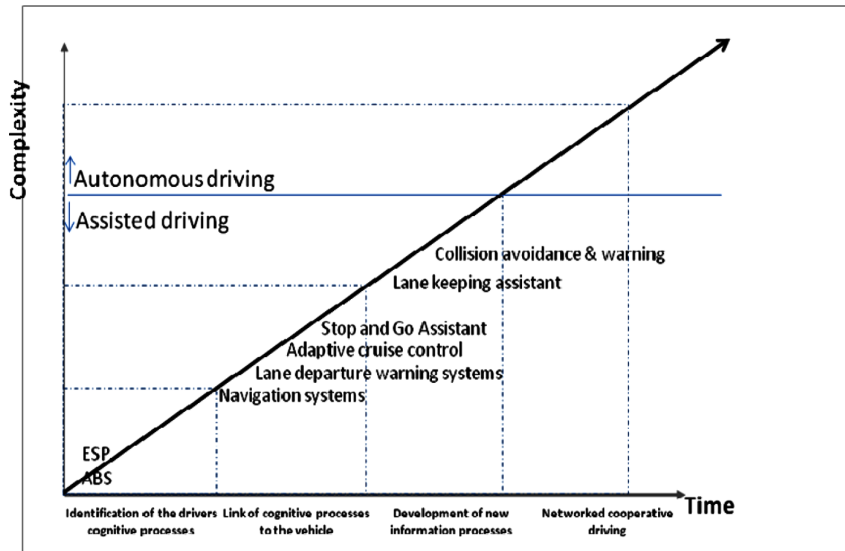 Complexity
Autonomous driving
Assisted driving
Collision avoidance & warning
Lane keeping assistant
Stop and Go Assistant
Adaptive cruise control
Lane departure warning systems
Navigation systems
ESP
ABS
Time
Identification of the drivers
cognitive processes
Link of cognitive processes
to the vehicle
Development of new
information processes
Networked cooperative
driving